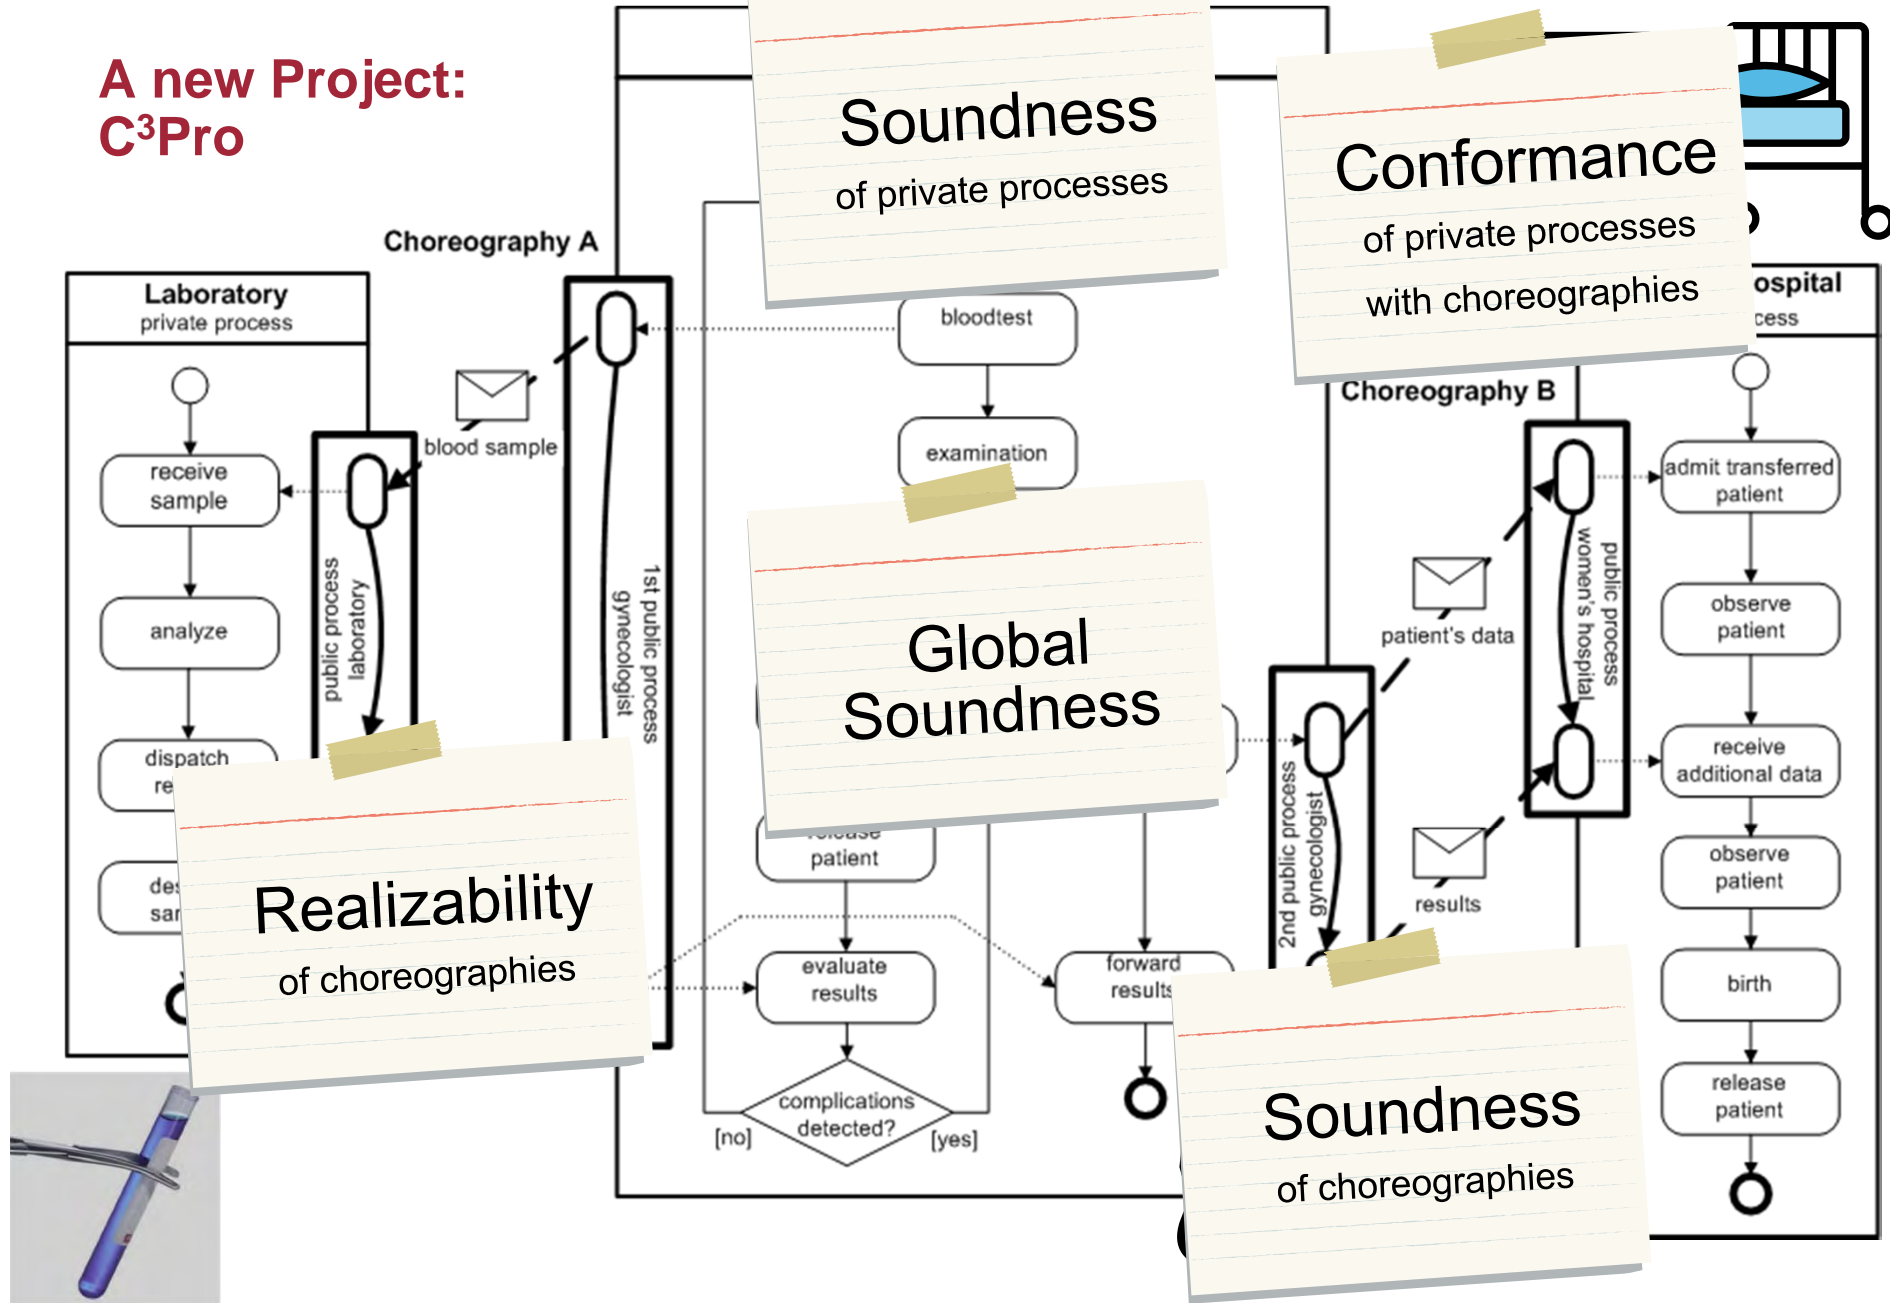 A new Project:
C³Pro
Soundness
of private processes
Conformance
of private processes
with choreographies
Choreography A
Laboratory
private process
receive
sample
analyze
dispatch
public process
laboratory
blood sample
1st public process
gynecologist
bloodtest
examination
Global
Soundness
release
patient
evaluate
results
complications
detected?
[no]
[yes]
forward
results
Realizability
of choreographies
Choreography B
patient's data
results
2nd public process
gynecologist
public process
women's hospital
admit transferred
patient
observe
patient
receive
additional data
observe
patient
birth
release
patient
Soundness
of choreographies